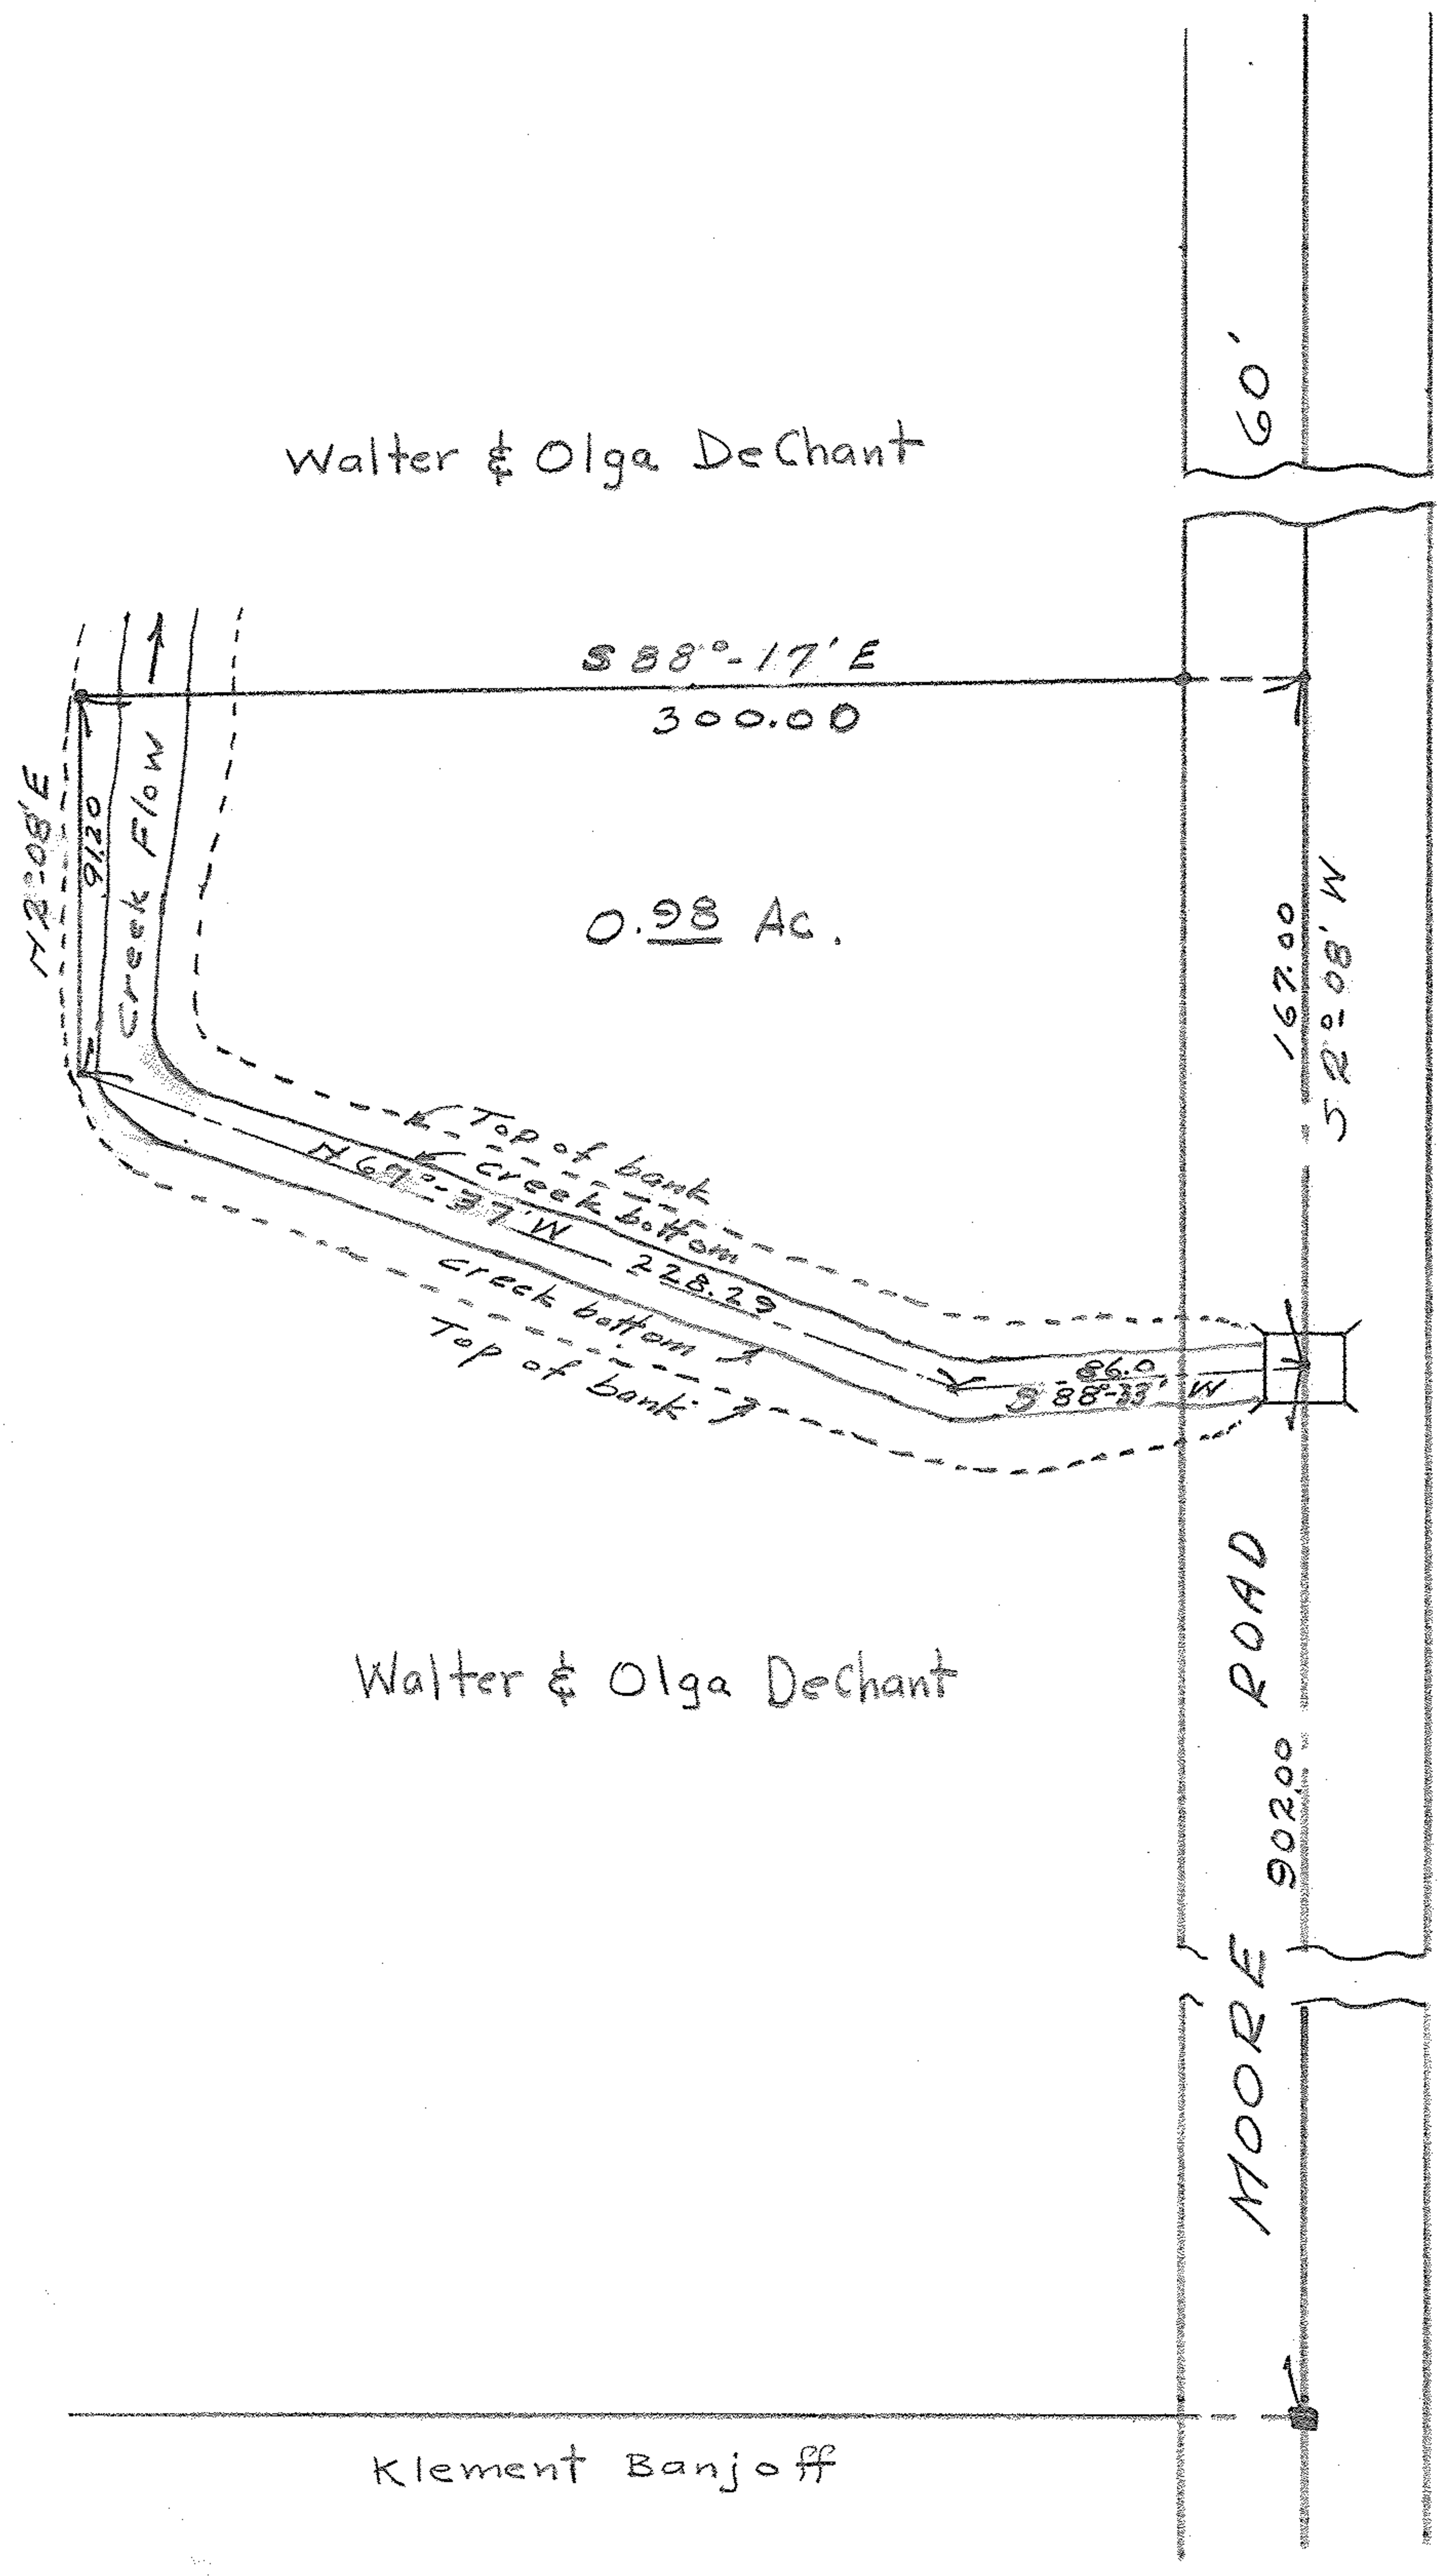 60'
Walter & Olga DeChant
S 88°-17' E
300.00
N 2°-08' E
91.20
Creek Flow
0.98 Ac.
167.00
S 2°-08' W
Top of bank
Creek bottom
N 69°-37' W 228.29
Creek bottom
Top of bank
86.0
S 88°-33' W
Walter & Olga DeChant
MOORE ROAD
902.00
Klement Banjoff